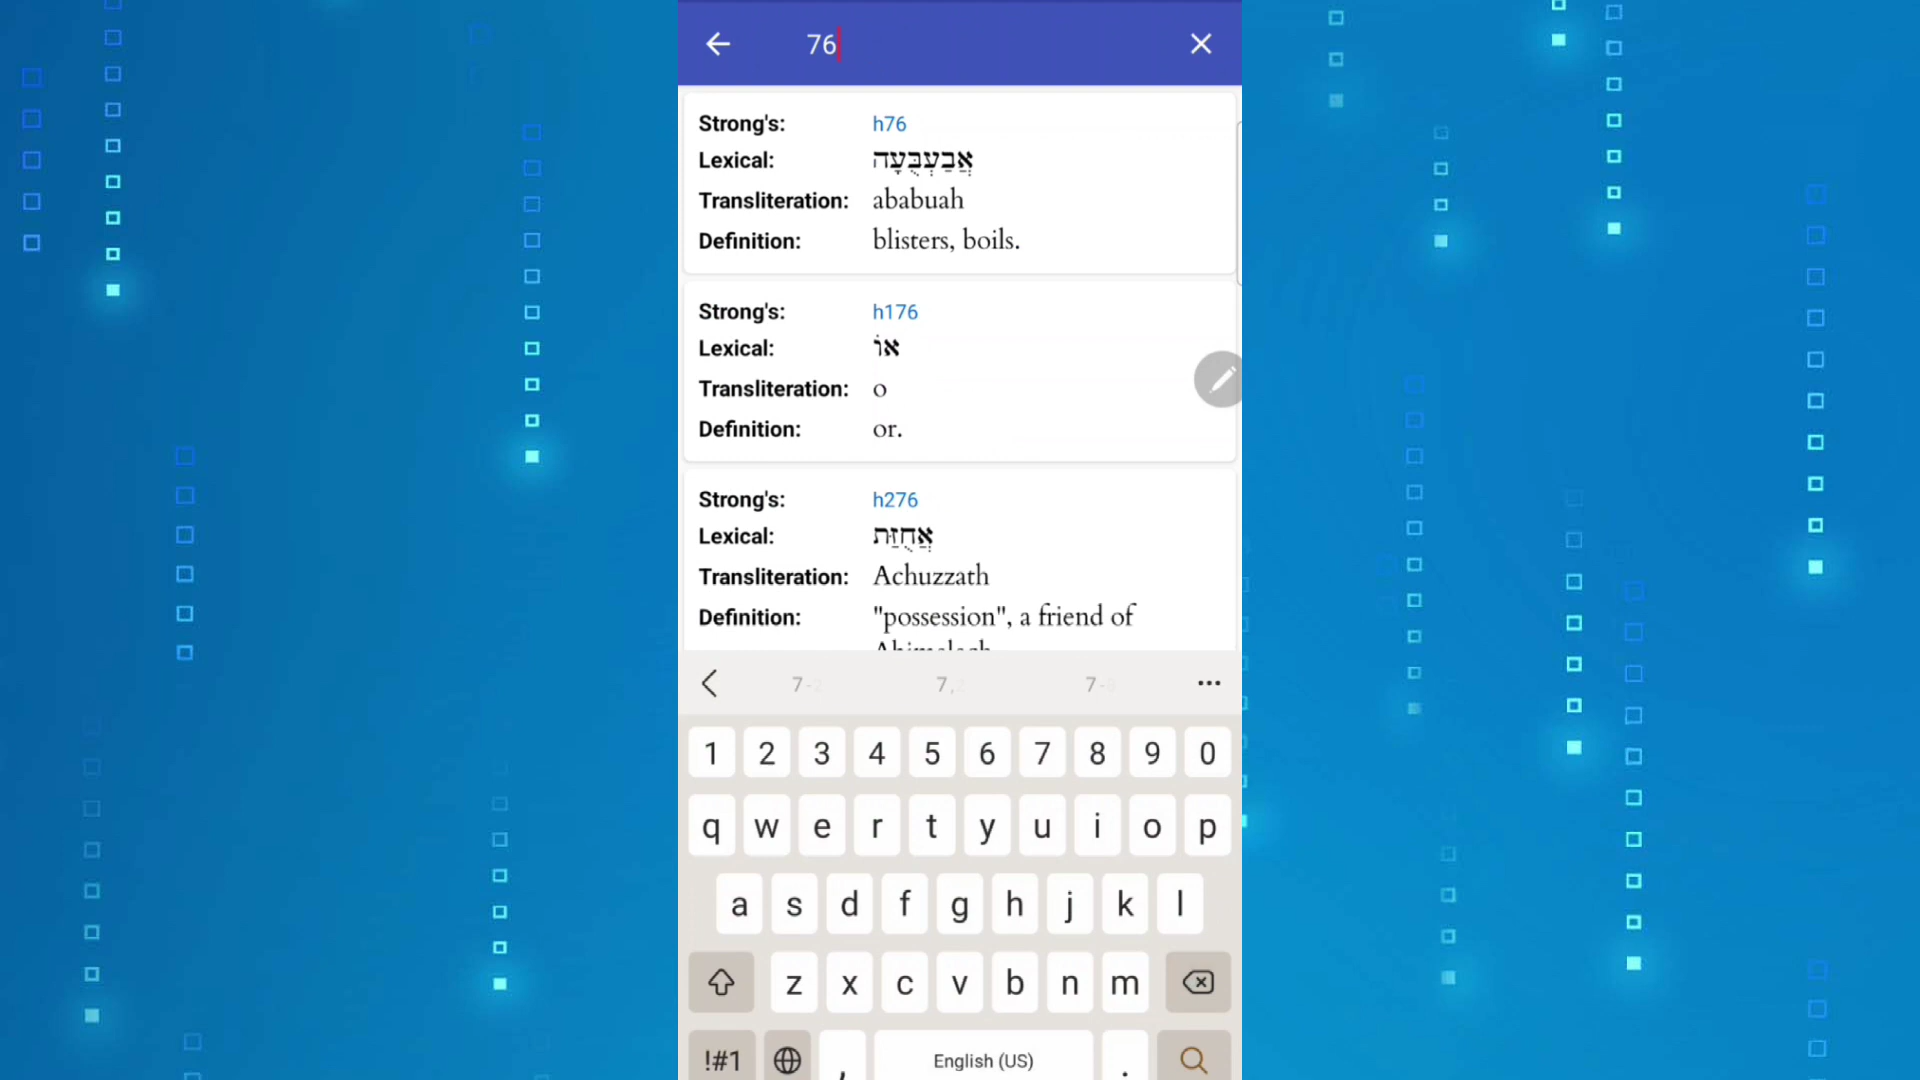 76
Strong's: h76
Lexical: אֲבַעְבֻּעָה
Transliteration: ababuah
Definition: blisters, boils.
Strong's: h176
Lexical: אוֹ
Transliteration: o
Definition: or.
Strong's: h276
Lexical: אֲחֻזַּת
Transliteration: Achuzzath
Definition: "possession", a friend of
Abimelech
1 2 3 4 5 6 7 8 9 0
q w e r t y u i o p
a s d f g h j k l
z x c v b n m
!#1 , English (US) .